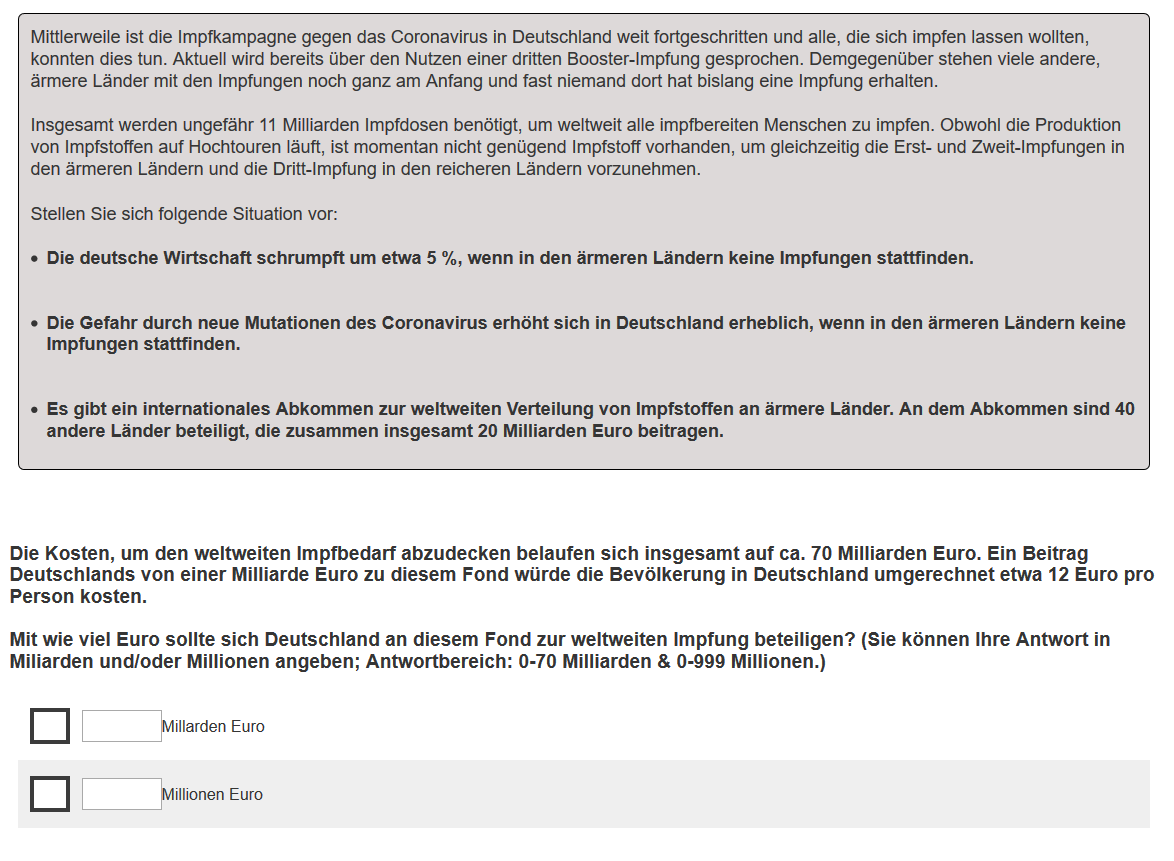 Mittlerweile ist die Impfkampagne gegen das Coronavirus in Deutschland weit fortgeschritten und alle, die sich impfen lassen wollten,
konnten dies tun. Aktuell wird bereits über den Nutzen einer dritten Booster-Impfung gesprochen. Demgegenüber stehen viele andere,
ärmere Länder mit den Impfungen noch ganz am Anfang und fast niemand dort hat bislang eine Impfung erhalten.
Insgesamt werden ungefähr 11 Milliarden Impfdosen benötigt, um weltweit alle impfbereiten Menschen zu impfen. Obwohl die Produktion
von Impfstoffen auf Hochtouren läuft, ist momentan nicht genügend Impfstoff vorhanden, um gleichzeitig die Erst- und Zweit-Impfungen in
den ärmeren Ländern und die Dritt-Impfung in den reicheren Ländern vorzunehmen.
Stellen Sie sich folgende Situation vor:
• Die deutsche Wirtschaft schrumpft um etwa 5 %, wenn in den ärmeren Ländern keine Impfungen stattfinden.
• Die Gefahr durch neue Mutationen des Coronavirus erhöht sich in Deutschland erheblich, wenn in den ärmeren Ländern keine
Impfungen stattfinden.
• Es gibt ein internationales Abkommen zur weltweiten Verteilung von Impfstoffen an ärmere Länder. An dem Abkommen sind 40
andere Länder beteiligt, die zusammen insgesamt 20 Milliarden Euro beitragen.
Die Kosten, um den weltweiten Impfbedarf abzudecken belaufen sich insgesamt auf ca. 70 Milliarden Euro. Ein Beitrag
Deutschlands von einer Milliarde Euro zu diesem Fond würde die Bevölkerung in Deutschland umgerechnet etwa 12 Euro pro
Person kosten.
Mit wie viel Euro sollte sich Deutschland an diesem Fond zur weltweiten Impfung beteiligen? (Sie können Ihre Antwort in
Miliarden und/oder Millionen angeben; Antwortbereich: 0-70 Milliarden & 0-999 Millionen.)
Millarden Euro
Millionen Euro